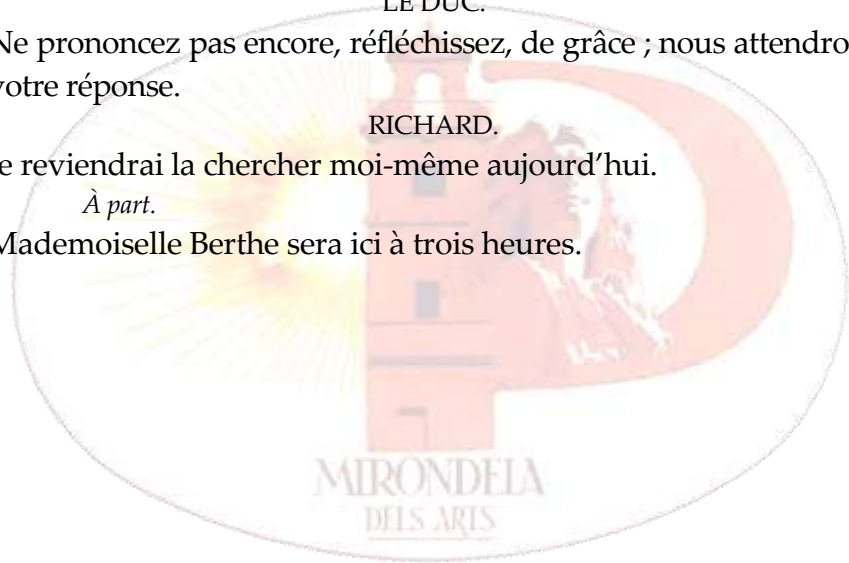 LE DUC.
Ne prononcez pas encore, réfléchissez, de grâce ; nous attendro
votre réponse.
RICHARD.
e reviendrai la chercher moi-même aujourd’hui.
À part.
Mademoiselle Berthe sera ici à trois heures.
MIRONDELA
DELS ARTS